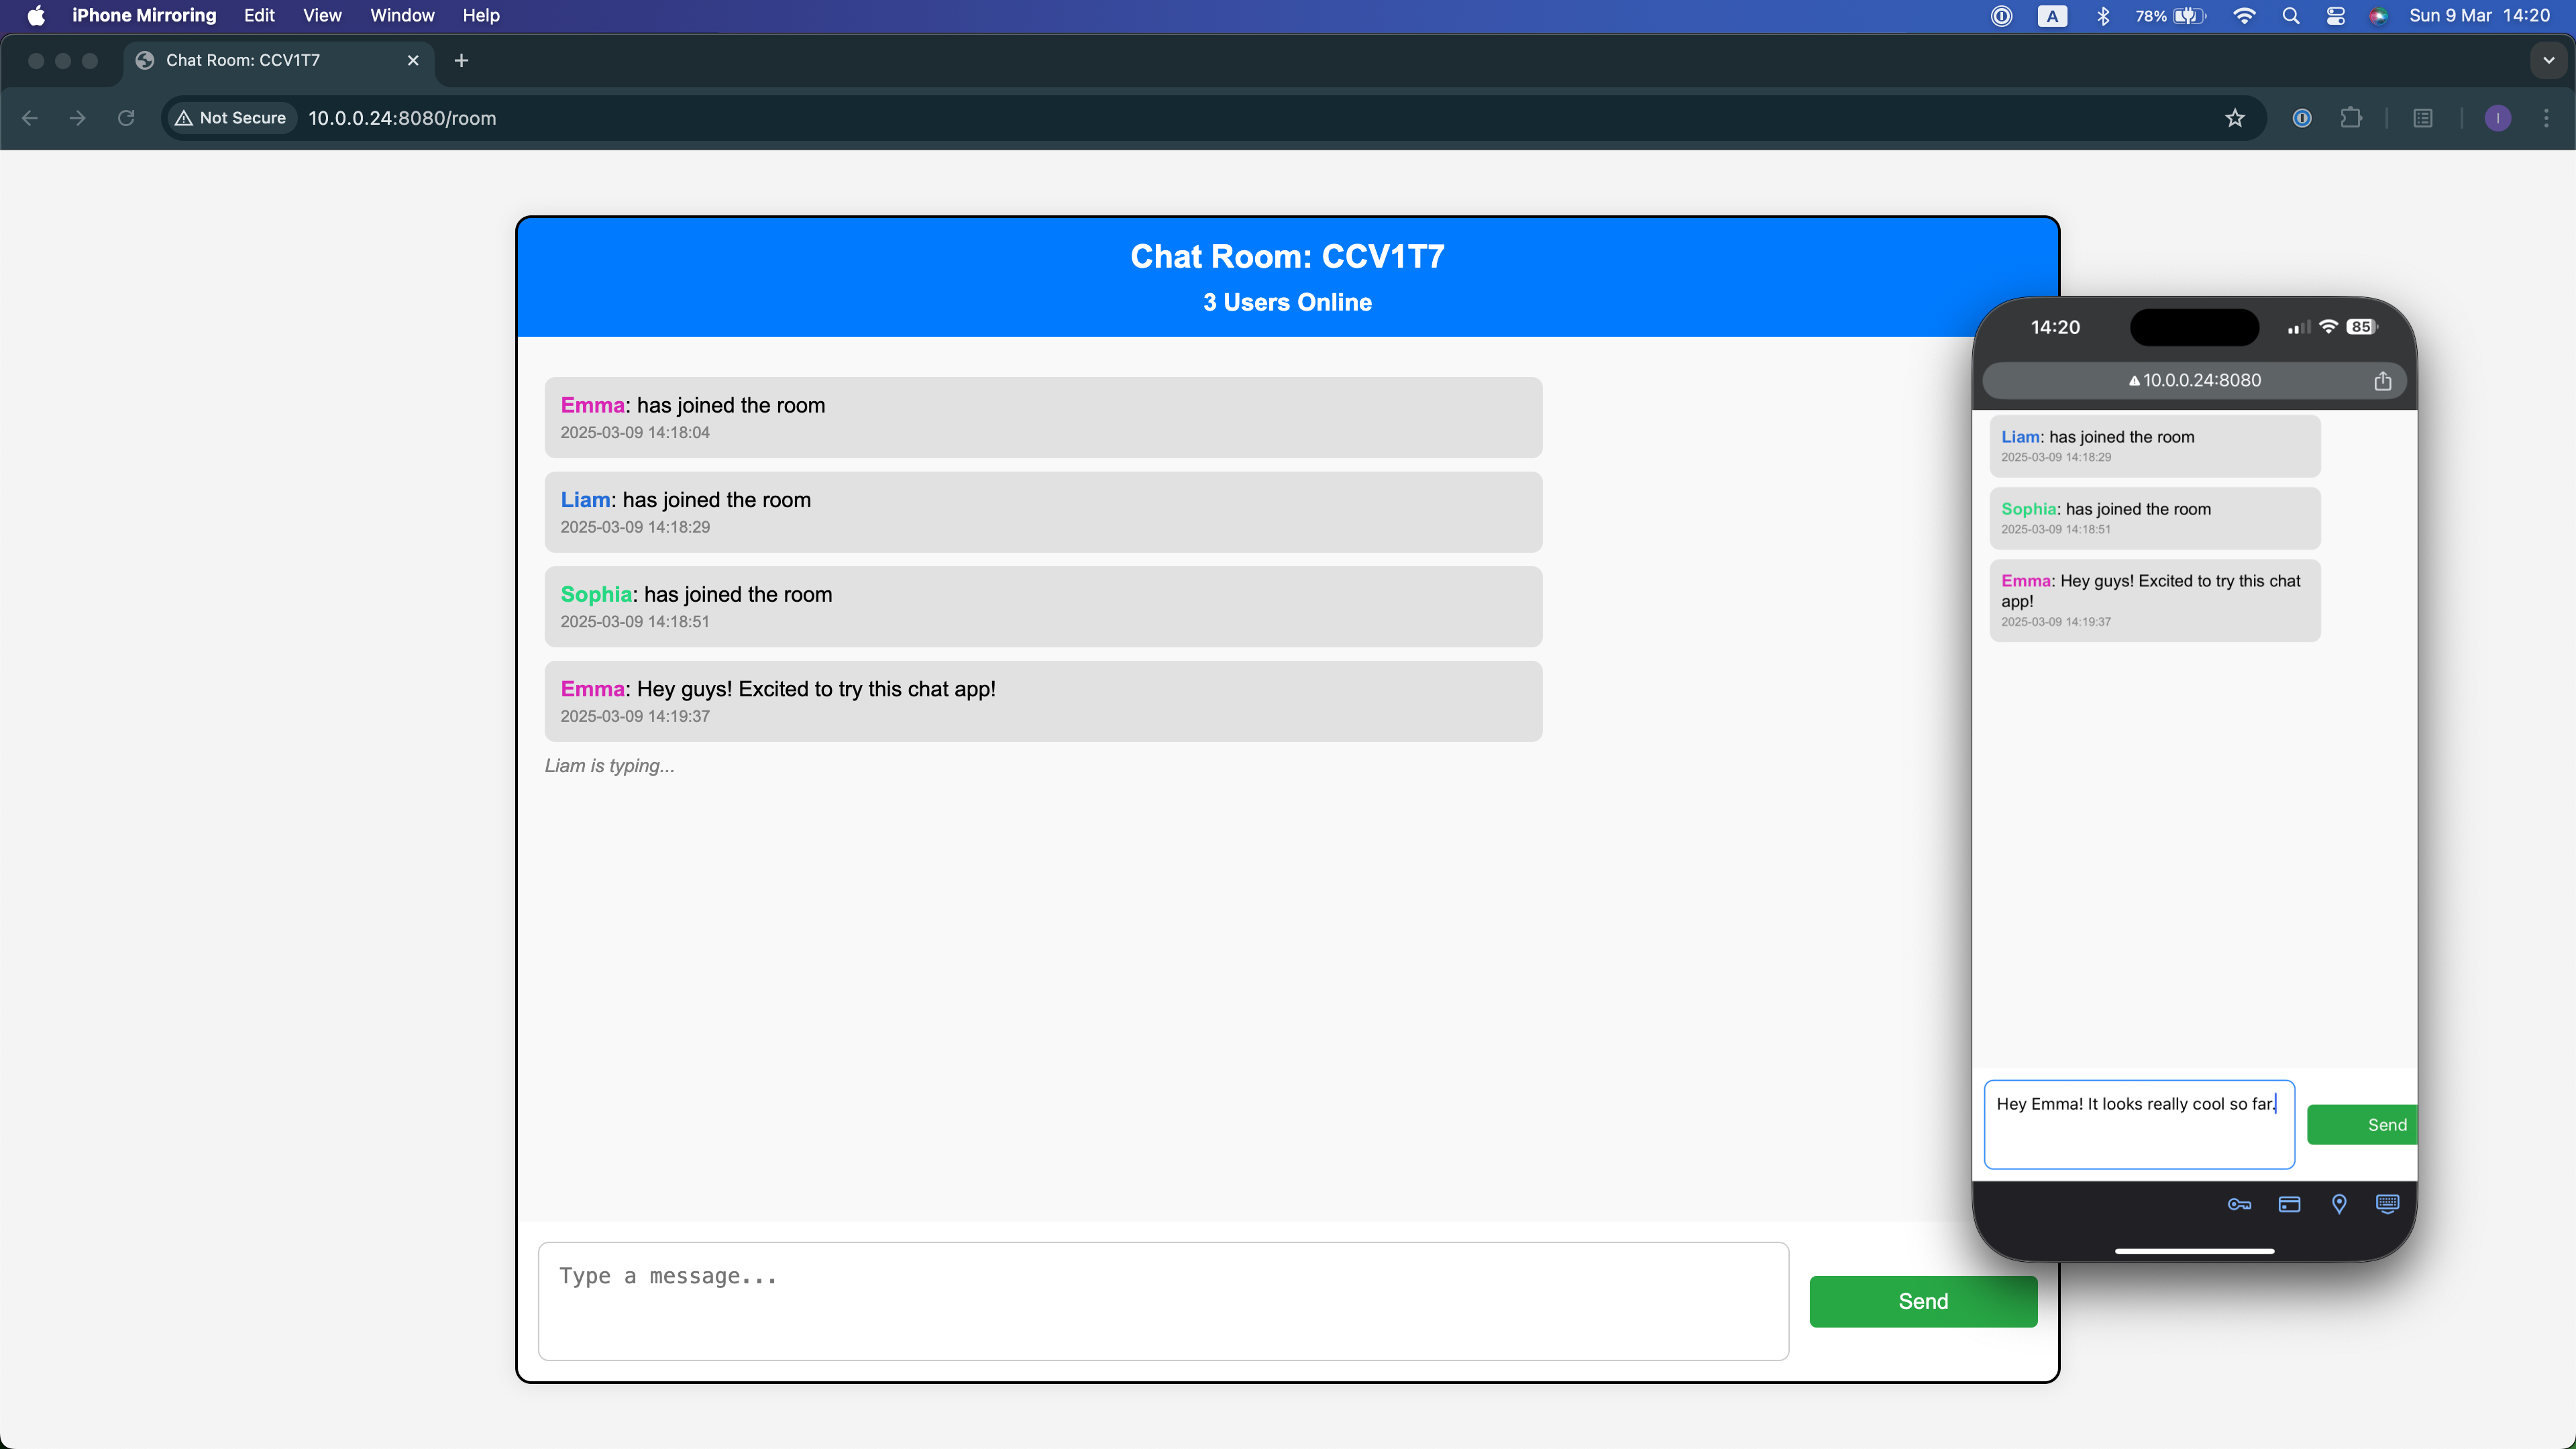 iPhone Mirroring Edit View Window Help
A 78% Sun 9 Mar 14:20
Chat Room: CCV1T7
Not Secure 10.0.0.24:8080/room
I
Chat Room: CCV1T7
3 Users Online
Emma: has joined the room
2025-03-09 14:18:04
Liam: has joined the room
2025-03-09 14:18:29
Sophia: has joined the room
2025-03-09 14:18:51
Emma: Hey guys! Excited to try this chat app!
2025-03-09 14:19:37
Liam is typing...
Type a message...
Send
14:20 85
10.0.0.24:8080
Liam: has joined the room
2025-03-09 14:18:29
Sophia: has joined the room
2025-03-09 14:18:51
Emma: Hey guys! Excited to try this chat
app!
2025-03-09 14:19:37
Hey Emma! It looks really cool so far.
Send